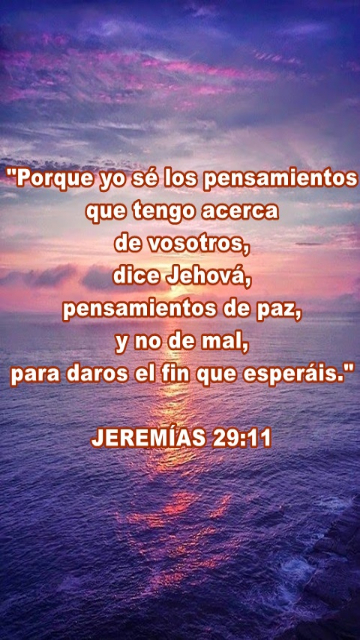 "Porque yo sé los pensamientos
que tengo acerca
de vosotros,
dice Jehová,
pensamientos de paz,
y no de mal,
para daros el fin que esperáis."
JEREMÍAS 29:11